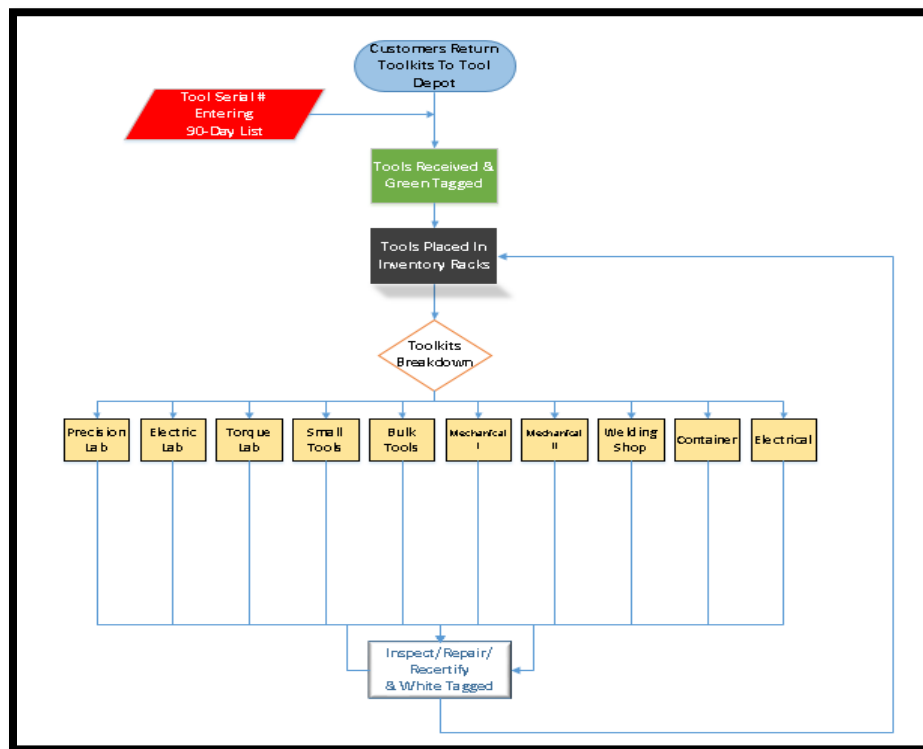 Customers Return
Toolkits To Tool
Depot
Tool Serial #
Entering
90-Day List
Tools Received &
Green Tagged
Tools Placed In
Inventory Racks
Toolkits
Breakdown
Precision
Lab
Electric
Lab
Torque
Lab
Small
Tools
Bulk
Tools
Mechanical
I
Mechanical
II
Welding
Shop
Container
Electrical
Inspect/Repair/
Recertify
& White Tagged